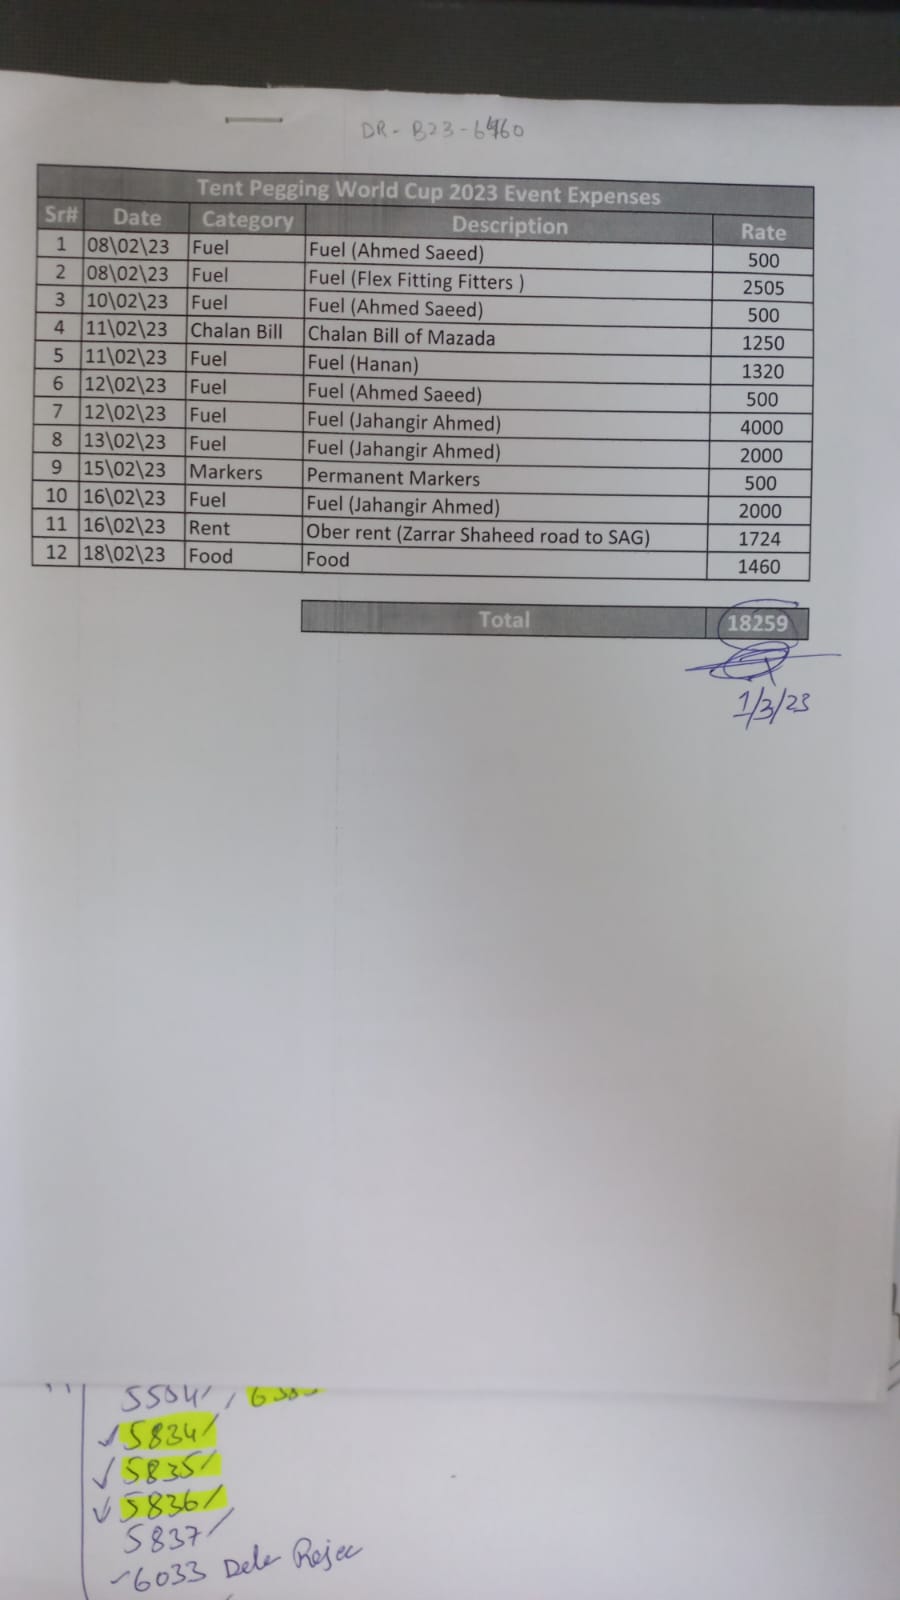 DR - B23 - 6460
Tent Pegging World Cup 2023 Event Expenses
Sr# Date Category Description Rate
1 08\02\23 Fuel Fuel (Ahmed Saeed) 500
2 08\02\23 Fuel Fuel (Flex Fitting Fitters ) 2505
3 10\02\23 Fuel Fuel (Ahmed Saeed) 500
4 11\02\23 Chalan Bill Chalan Bill of Mazada 1250
5 11\02\23 Fuel Fuel (Hanan) 1320
6 12\02\23 Fuel Fuel (Ahmed Saeed) 500
7 12\02\23 Fuel Fuel (Jahangir Ahmed) 4000
8 13\02\23 Fuel Fuel (Jahangir Ahmed) 2000
9 15\02\23 Markers Permanent Markers 500
10 16\02\23 Fuel Fuel (Jahangir Ahmed) 2000
11 16\02\23 Rent Ober rent (Zarrar Shaheed road to SAG) 1724
12 18\02\23 Food Food 1460
Total 18259
1/3/23
5834/
5835/
5836/
5837/
6033